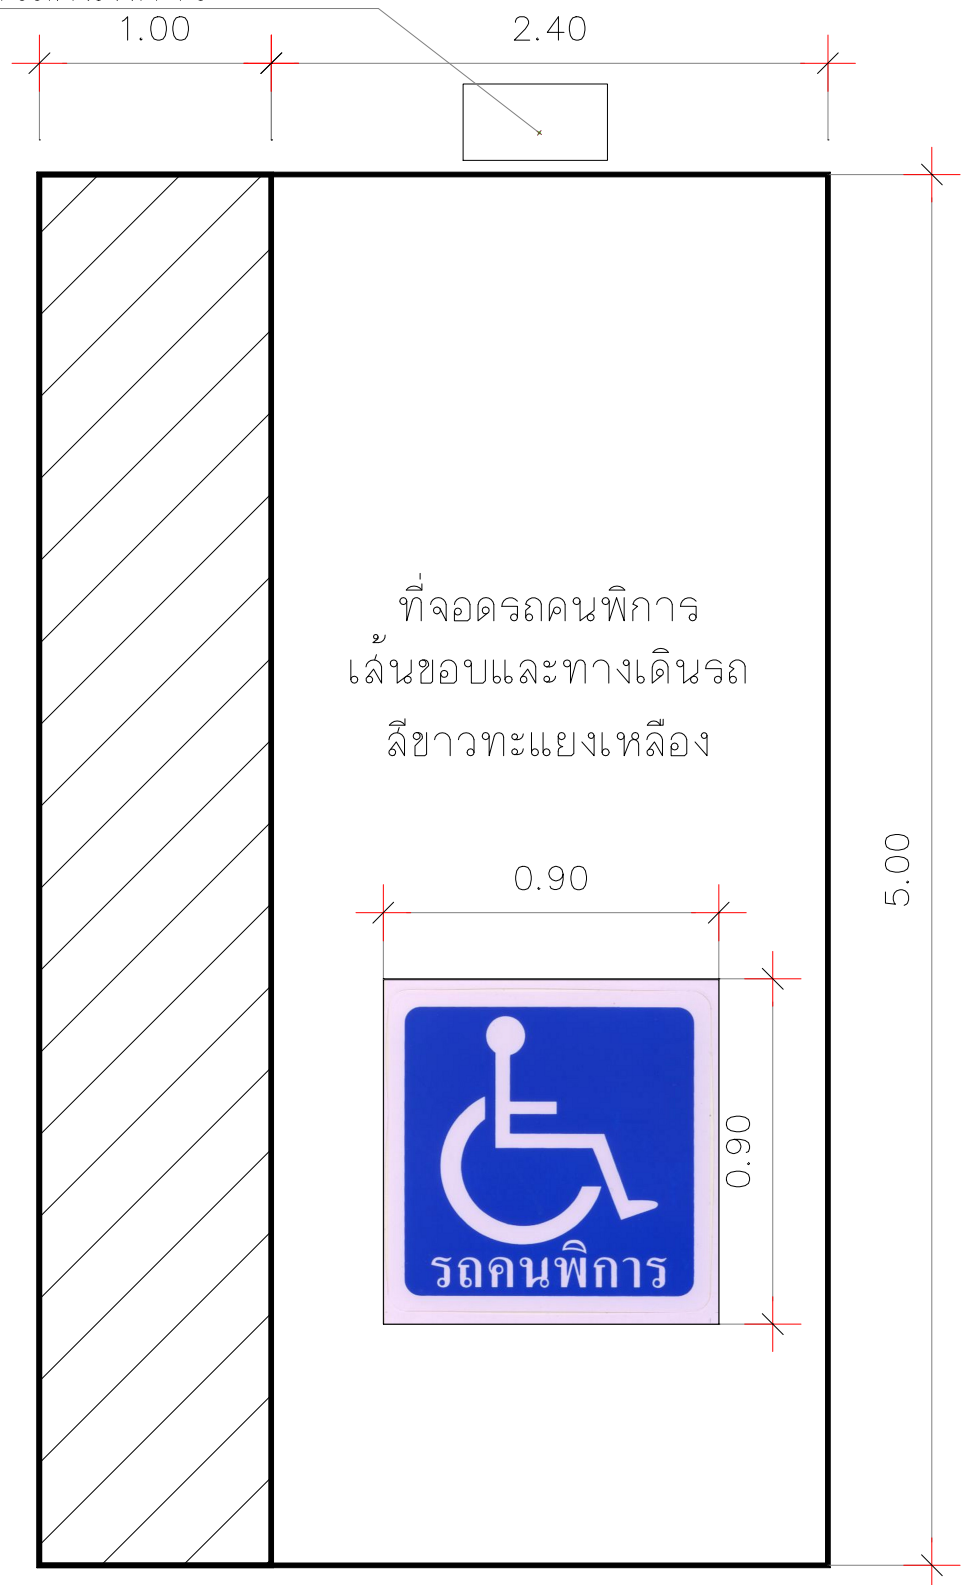 1.00
2.40
ที่จอดรถคนพิการ
เส้นขอบและทางเดินรถ
สีขาวทะแยงเหลือง
0.90
5.00
0.90
รถคนพิการ